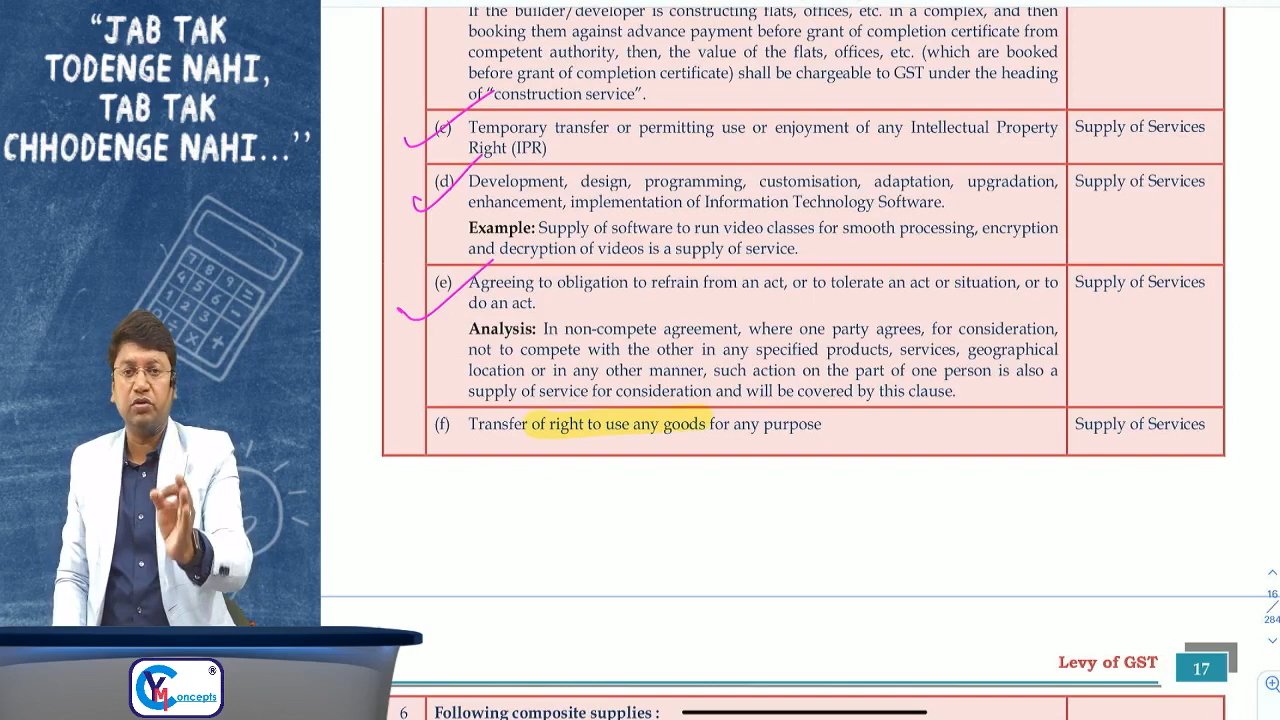 “JAB TAK
TODENGE NAHI,
TAB TAK
CHHODENGE NAHI...’’
If the builder/developer is constructing flats, offices, etc. in a complex, and then
booking them against advance payment before grant of completion certificate from
competent authority, then, the value of the flats, offices, etc. (which are booked
before grant of completion certificate) shall be chargeable to GST under the heading
of “construction service”.
(c) Temporary transfer or permitting use or enjoyment of any Intellectual Property Supply of Services
Right (IPR)
(d) Development, design, programming, customisation, adaptation, upgradation, Supply of Services
enhancement, implementation of Information Technology Software.
Example: Supply of software to run video classes for smooth processing, encryption
and decryption of videos is a supply of service.
(e) Agreeing to obligation to refrain from an act, or to tolerate an act or situation, or to Supply of Services
do an act.
Analysis: In non-compete agreement, where one party agrees, for consideration,
not to compete with the other in any specified products, services, geographical
location or in any other manner, such action on the part of one person is also a
supply of service for consideration and will be covered by this clause.
(f) Transfer of right to use any goods for any purpose Supply of Services
16
/
284
Levy of GST 17
6 Following composite supplies :
YM Concepts ®